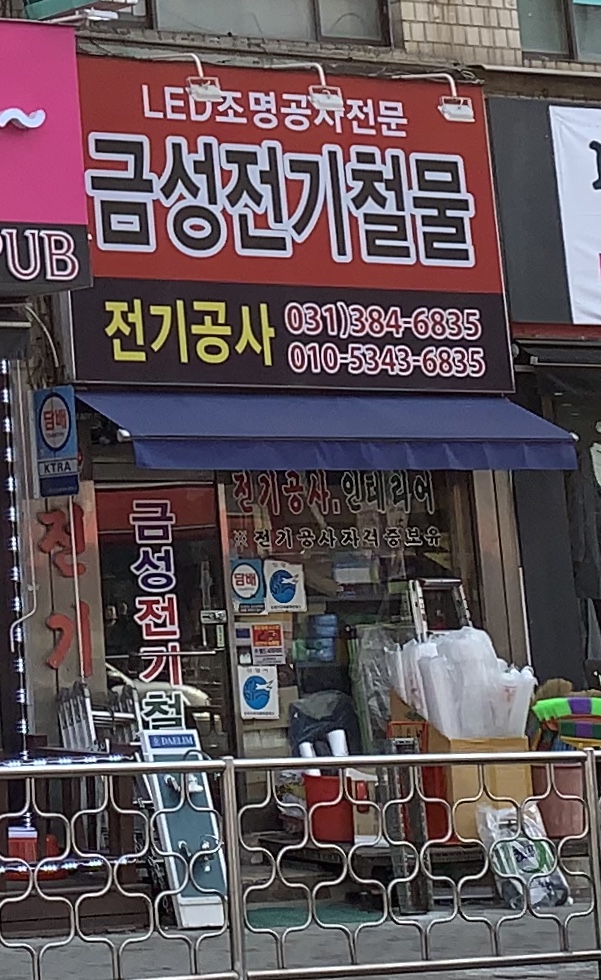 LED조명공사전문
금성전기철물
PUB
전기공사
031)384-6835
010-5343-6835
담배
KTRA
전기공사.인테리어
※전기공사자격증보유
전기
금성전기철
담배
DAELIM